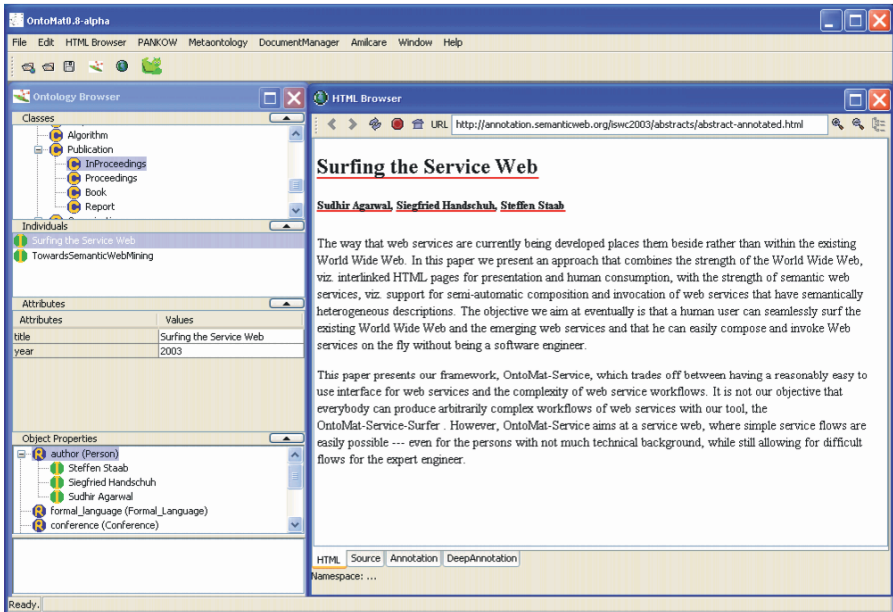 OntoMat0.8-alpha
File Edit HTML Browser PANKOW Metaontology DocumentManager Amilcare Window Help
Ontology Browser
Classes
Algorithm
Publication
InProceedings
Proceedings
Book
Report
Individuals
Surfing the Service Web
TowardsSemanticWebMining
Attributes
Attributes Values
title Surfing the Service Web
year 2003
Object Properties
author (Person)
Steffen Staab
Siegfried Handschuh
Sudhir Agarwal
formal_language (Formal_Language)
conference (Conference)
HTML Browser
URL http://annotation.semanticweb.org/iswc2003/abstracts/abstract-annotated.html
Surfing the Service Web
Sudhir Agarwal, Siegfried Handschuh, Steffen Staab
The way that web services are currently being developed places them beside rather than within the existing
World Wide Web. In this paper we present an approach that combines the strength of the World Wide Web,
viz. interlinked HTML pages for presentation and human consumption, with the strength of semantic web
services, viz. support for semi-automatic composition and invocation of web services that have semantically
heterogeneous descriptions. The objective we aim at eventually is that a human user can seamlessly surf the
existing World Wide Web and the emerging web services and that he can easily compose and invoke Web
services on the fly without being a software engineer.
This paper presents our framework, OntoMat-Service, which trades off between having a reasonably easy to
use interface for web services and the complexity of web service workflows. It is not our objective that
everybody can produce arbitrarily complex workflows of web services with our tool, the
OntoMat-Service-Surfer . However, OntoMat-Service aims at a service web, where simple service flows are
easily possible --- even for the persons with not much technical background, while still allowing for difficult
flows for the expert engineer.
HTML Source Annotation DeepAnnotation
Namespace: ...
Ready.